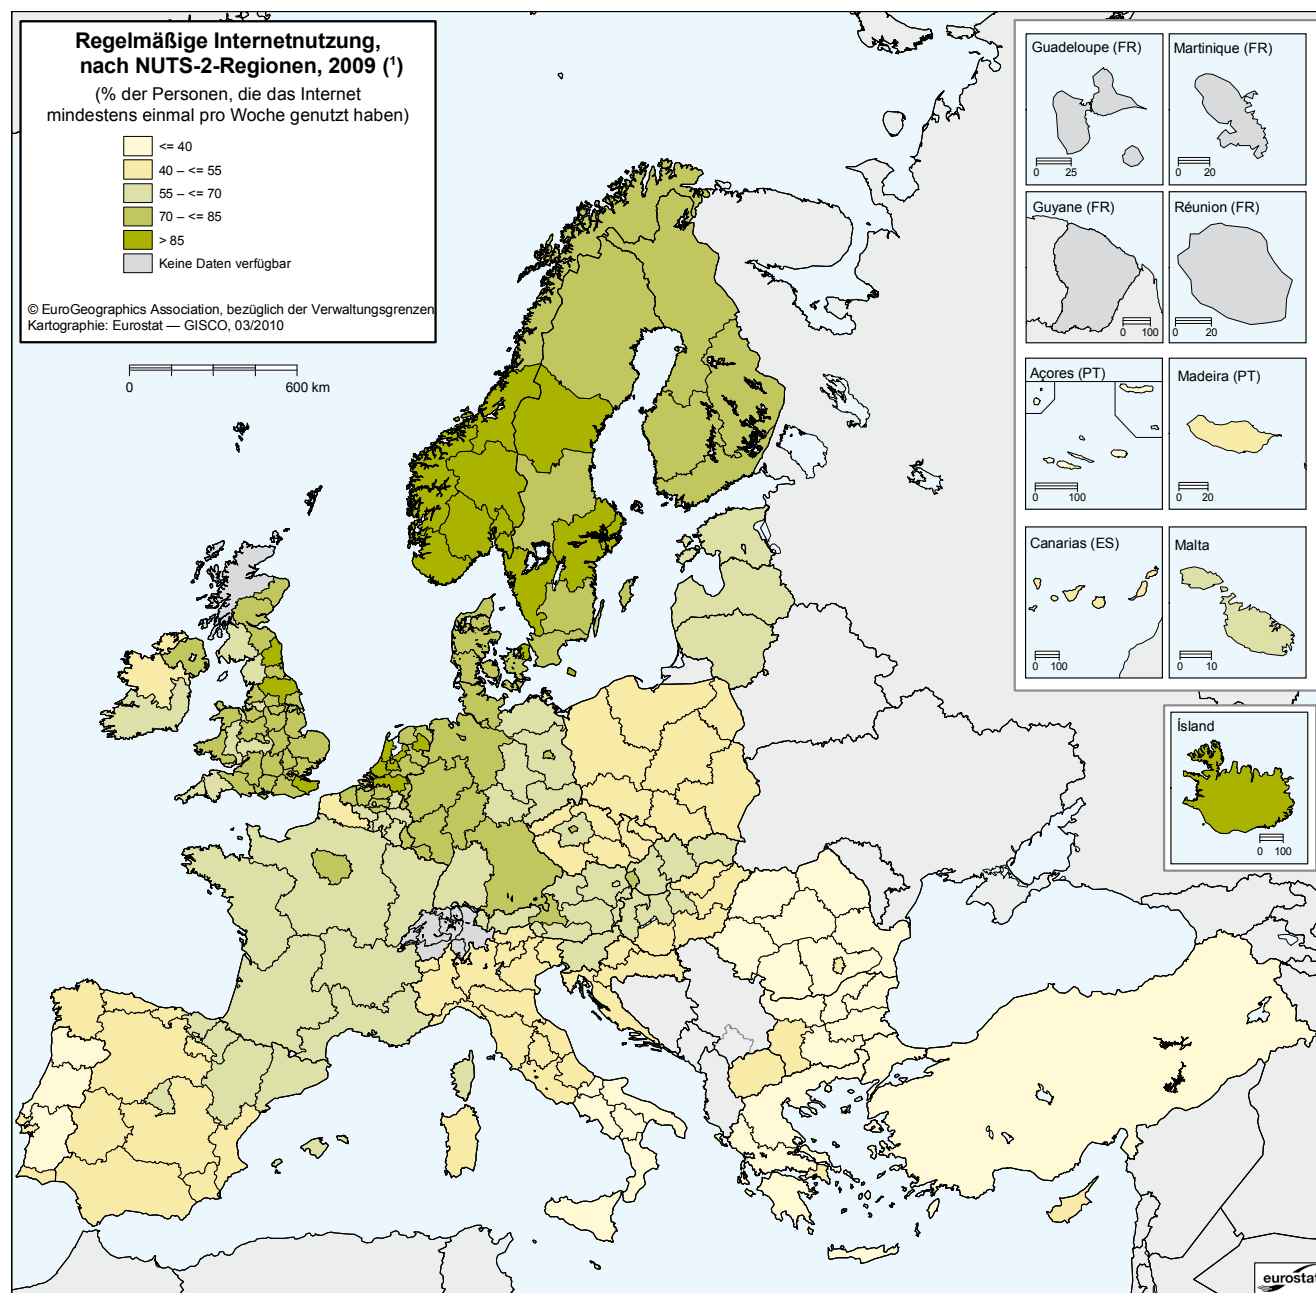 Regelmäßige Internetnutzung,
nach NUTS-2-Regionen, 2009 (¹)
(% der Personen, die das Internet
mindestens einmal pro Woche genutzt haben)
<= 40
40 – <= 55
55 – <= 70
70 – <= 85
> 85
Keine Daten verfügbar
© EuroGeographics Association, bezüglich der Verwaltungsgrenzen
Kartographie: Eurostat — GISCO, 03/2010
0 600 km
Guadeloupe (FR)
0 25
Martinique (FR)
0 20
Guyane (FR)
0 100
Réunion (FR)
0 20
Açores (PT)
0 100
Madeira (PT)
0 20
Canarias (ES)
0 100
Malta
0 10
Ísland
0 100
eurostat